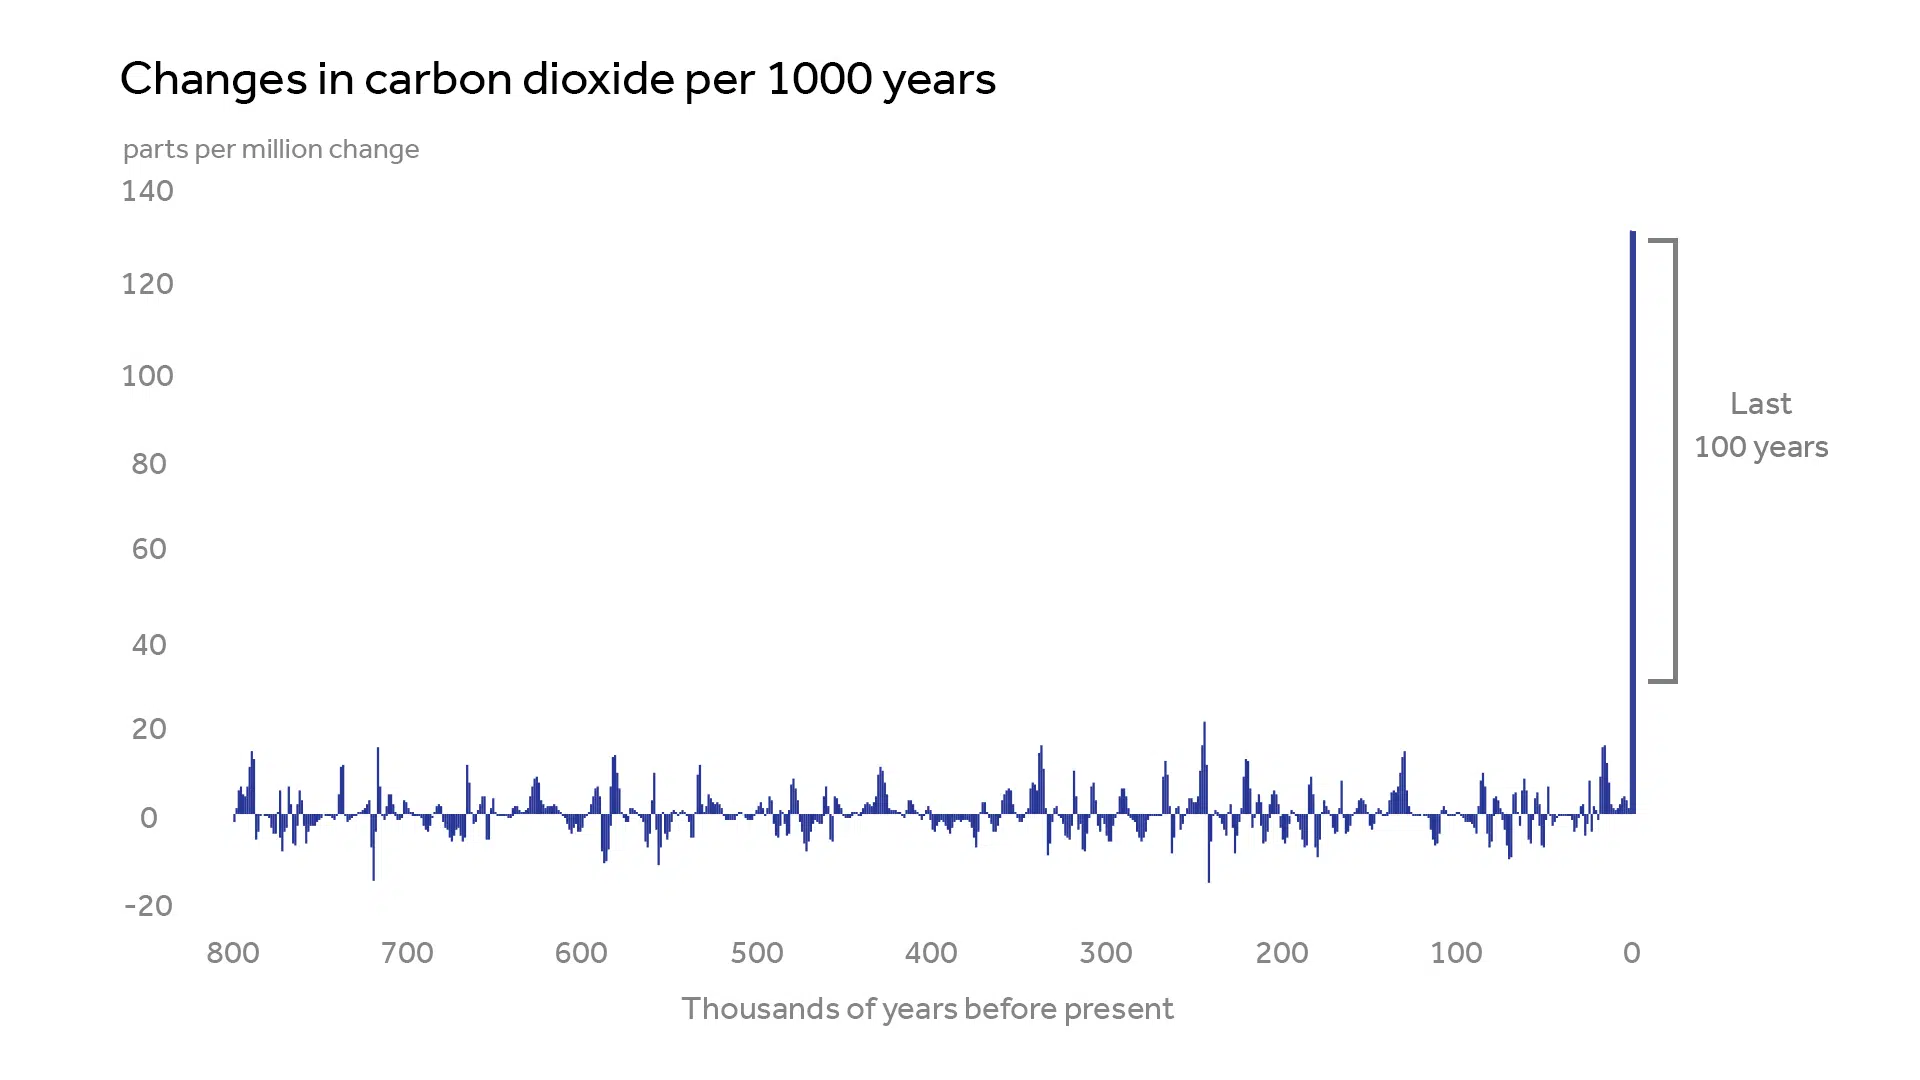 Changes in carbon dioxide per 1000 years
parts per million change
140
120
100
80
60
40
20
0
-20
Last
100 years
800 700 600 500 400 300 200 100 0
Thousands of years before present